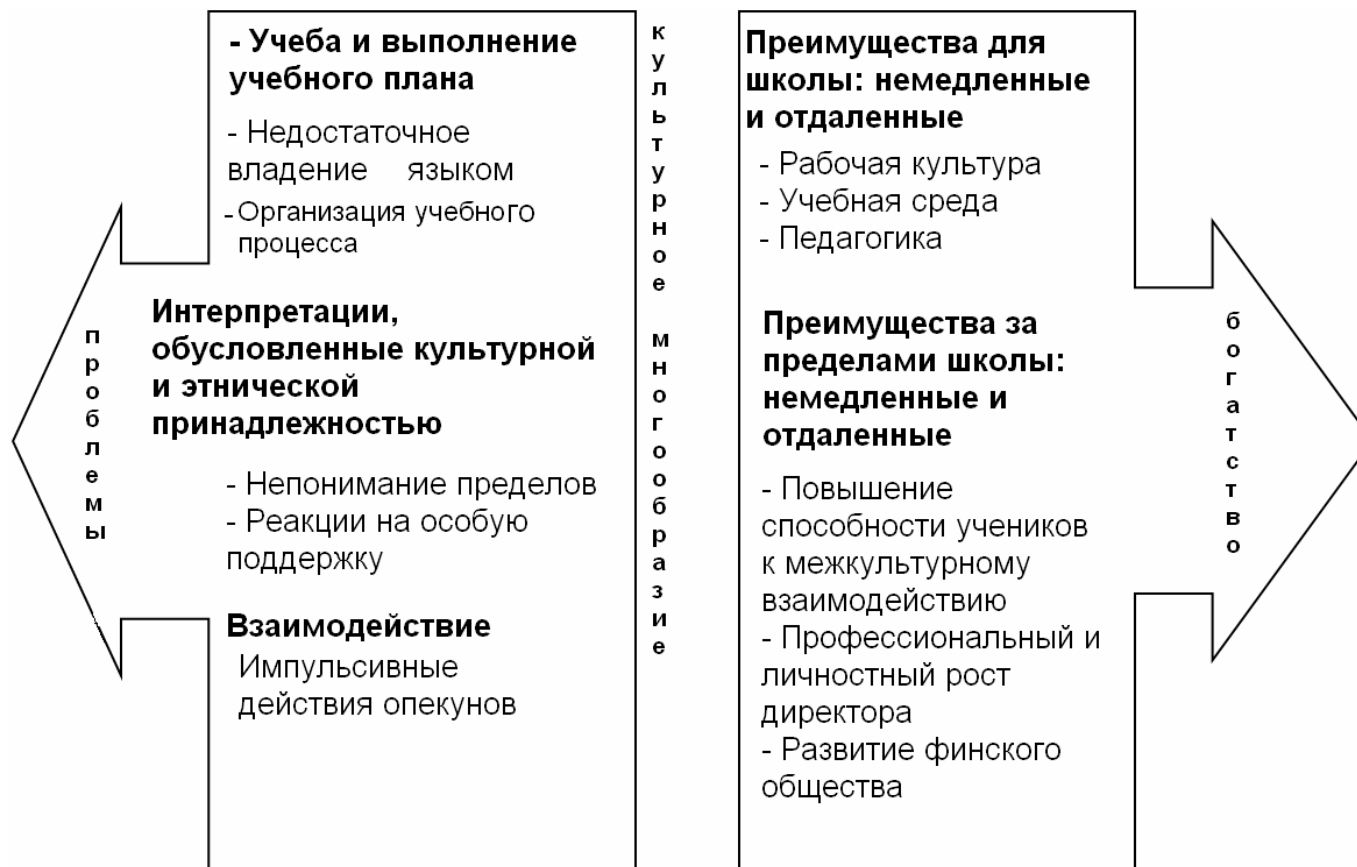 - Учеба и выполнение
учебного плана
- Недостаточное
владение языком
- Организация учебного
процесса
Интерпретации,
обусловленные культурной
и этнической
принадлежностью
- Непонимание пределов
- Реакции на особую
поддержку
Взаимодействие
Импульсивные
действия опекунов
проблемы
культурное многообразие
Преимущества для
школы: немедленные
и отдаленные
- Рабочая культура
- Учебная среда
- Педагогика
Преимущества за
пределами школы:
немедленные и
отдаленные
- Повышение
способности учеников
к межкультурному
взаимодействию
- Профессиональный и
личностный рост
директора
- Развитие финского
общества
богатство